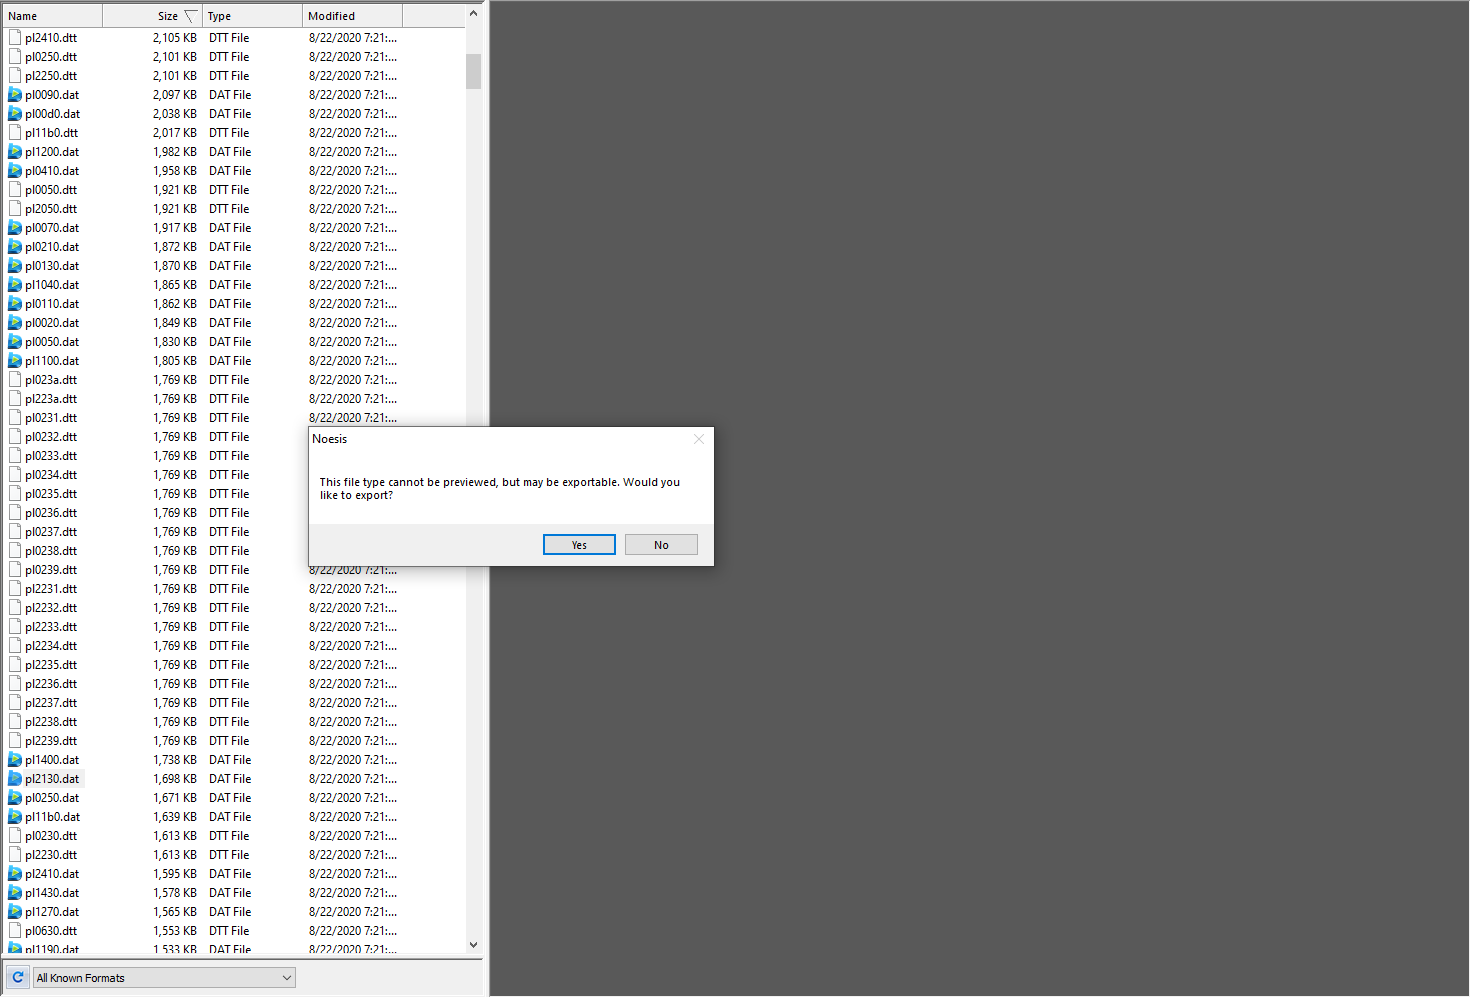 Name Size Type Modified
pl2410.dtt 2,105 KB DTT File 8/22/2020 7:21:...
pl0250.dtt 2,101 KB DTT File 8/22/2020 7:21:...
pl2250.dtt 2,101 KB DTT File 8/22/2020 7:21:...
pl0090.dat 2,097 KB DAT File 8/22/2020 7:21:...
pl00d0.dat 2,038 KB DAT File 8/22/2020 7:21:...
pl11b0.dtt 2,017 KB DTT File 8/22/2020 7:21:...
pl1200.dat 1,982 KB DAT File 8/22/2020 7:21:...
pl0410.dat 1,958 KB DAT File 8/22/2020 7:21:...
pl0050.dtt 1,921 KB DTT File 8/22/2020 7:21:...
pl2050.dtt 1,921 KB DTT File 8/22/2020 7:21:...
pl0070.dat 1,917 KB DAT File 8/22/2020 7:21:...
pl0210.dat 1,872 KB DAT File 8/22/2020 7:21:...
pl0130.dat 1,870 KB DAT File 8/22/2020 7:21:...
pl1040.dat 1,865 KB DAT File 8/22/2020 7:21:...
pl0110.dat 1,862 KB DAT File 8/22/2020 7:21:...
pl0020.dat 1,849 KB DAT File 8/22/2020 7:21:...
pl0050.dat 1,830 KB DAT File 8/22/2020 7:21:...
pl1100.dat 1,805 KB DAT File 8/22/2020 7:21:...
pl023a.dtt 1,769 KB DTT File 8/22/2020 7:21:...
pl223a.dtt 1,769 KB DTT File 8/22/2020 7:21:...
pl0231.dtt 1,769 KB DTT File 8/22/2020 7:21:...
pl0232.dtt 1,769 KB DTT File
pl0233.dtt 1,769 KB DTT File
pl0234.dtt 1,769 KB DTT File
pl0235.dtt 1,769 KB DTT File
pl0236.dtt 1,769 KB DTT File
pl0237.dtt 1,769 KB DTT File
pl0238.dtt 1,769 KB DTT File
pl0239.dtt 1,769 KB DTT File 8/22/2020 7:21:...
pl2231.dtt 1,769 KB DTT File 8/22/2020 7:21:...
pl2232.dtt 1,769 KB DTT File 8/22/2020 7:21:...
pl2233.dtt 1,769 KB DTT File 8/22/2020 7:21:...
pl2234.dtt 1,769 KB DTT File 8/22/2020 7:21:...
pl2235.dtt 1,769 KB DTT File 8/22/2020 7:21:...
pl2236.dtt 1,769 KB DTT File 8/22/2020 7:21:...
pl2237.dtt 1,769 KB DTT File 8/22/2020 7:21:...
pl2238.dtt 1,769 KB DTT File 8/22/2020 7:21:...
pl2239.dtt 1,769 KB DTT File 8/22/2020 7:21:...
pl1400.dat 1,738 KB DAT File 8/22/2020 7:21:...
pl2130.dat 1,698 KB DAT File 8/22/2020 7:21:...
pl0250.dat 1,671 KB DAT File 8/22/2020 7:21:...
pl11b0.dat 1,639 KB DAT File 8/22/2020 7:21:...
pl0230.dtt 1,613 KB DTT File 8/22/2020 7:21:...
pl2230.dtt 1,613 KB DTT File 8/22/2020 7:21:...
pl2410.dat 1,595 KB DAT File 8/22/2020 7:21:...
pl1430.dat 1,578 KB DAT File 8/22/2020 7:21:...
pl1270.dat 1,565 KB DAT File 8/22/2020 7:21:...
pl0630.dtt 1,553 KB DTT File 8/22/2020 7:21:...
pl1190.dat 1,533 KB DAT File 8/22/2020 7:21:...
All Known Formats
Noesis
This file type cannot be previewed, but may be exportable. Would you
like to export?
Yes No